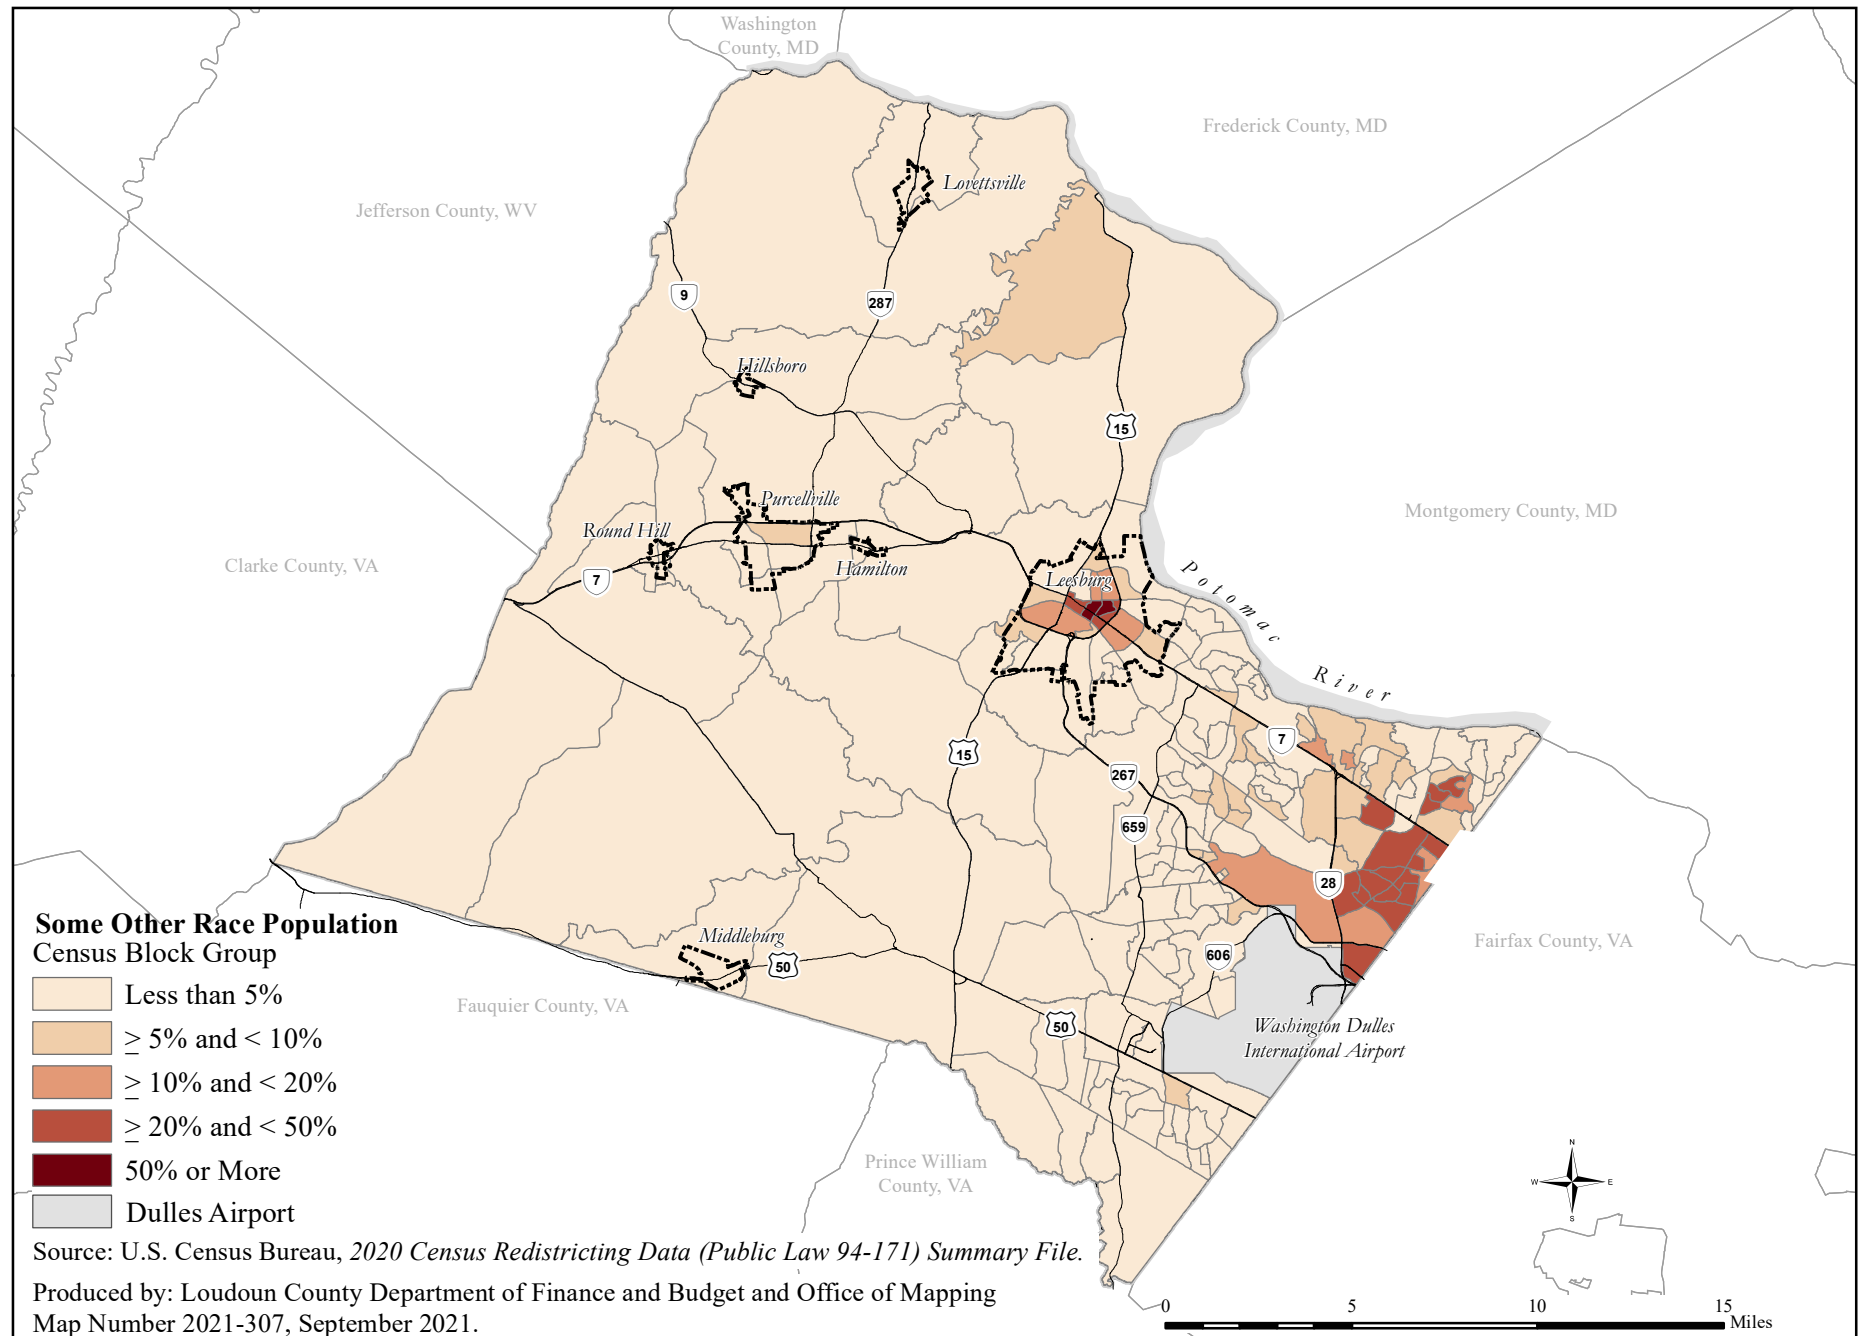 Washington
County, MD
Frederick County, MD
Lovettsville
Jefferson County, WV
9
287
Hillsboro
15
Purcellville
Montgomery County, MD
Round Hill
Clarke County, VA
Hamilton
7
Leesburg
Potomac
River
7
15
267
659
28
Some Other Race Population
Census Block Group
Middleburg
50
606
Fairfax County, VA
Less than 5%
Fauquier County, VA
≥ 5% and < 10%
50
Washington Dulles
International Airport
≥ 10% and < 20%
≥ 20% and < 50%
50% or More
Prince William
County, VA
N
W
E
S
Dulles Airport
Source: U.S. Census Bureau, 2020 Census Redistricting Data (Public Law 94-171) Summary File.
Produced by: Loudoun County Department of Finance and Budget and Office of Mapping
Map Number 2021-307, September 2021.
0 5 10 15
Miles